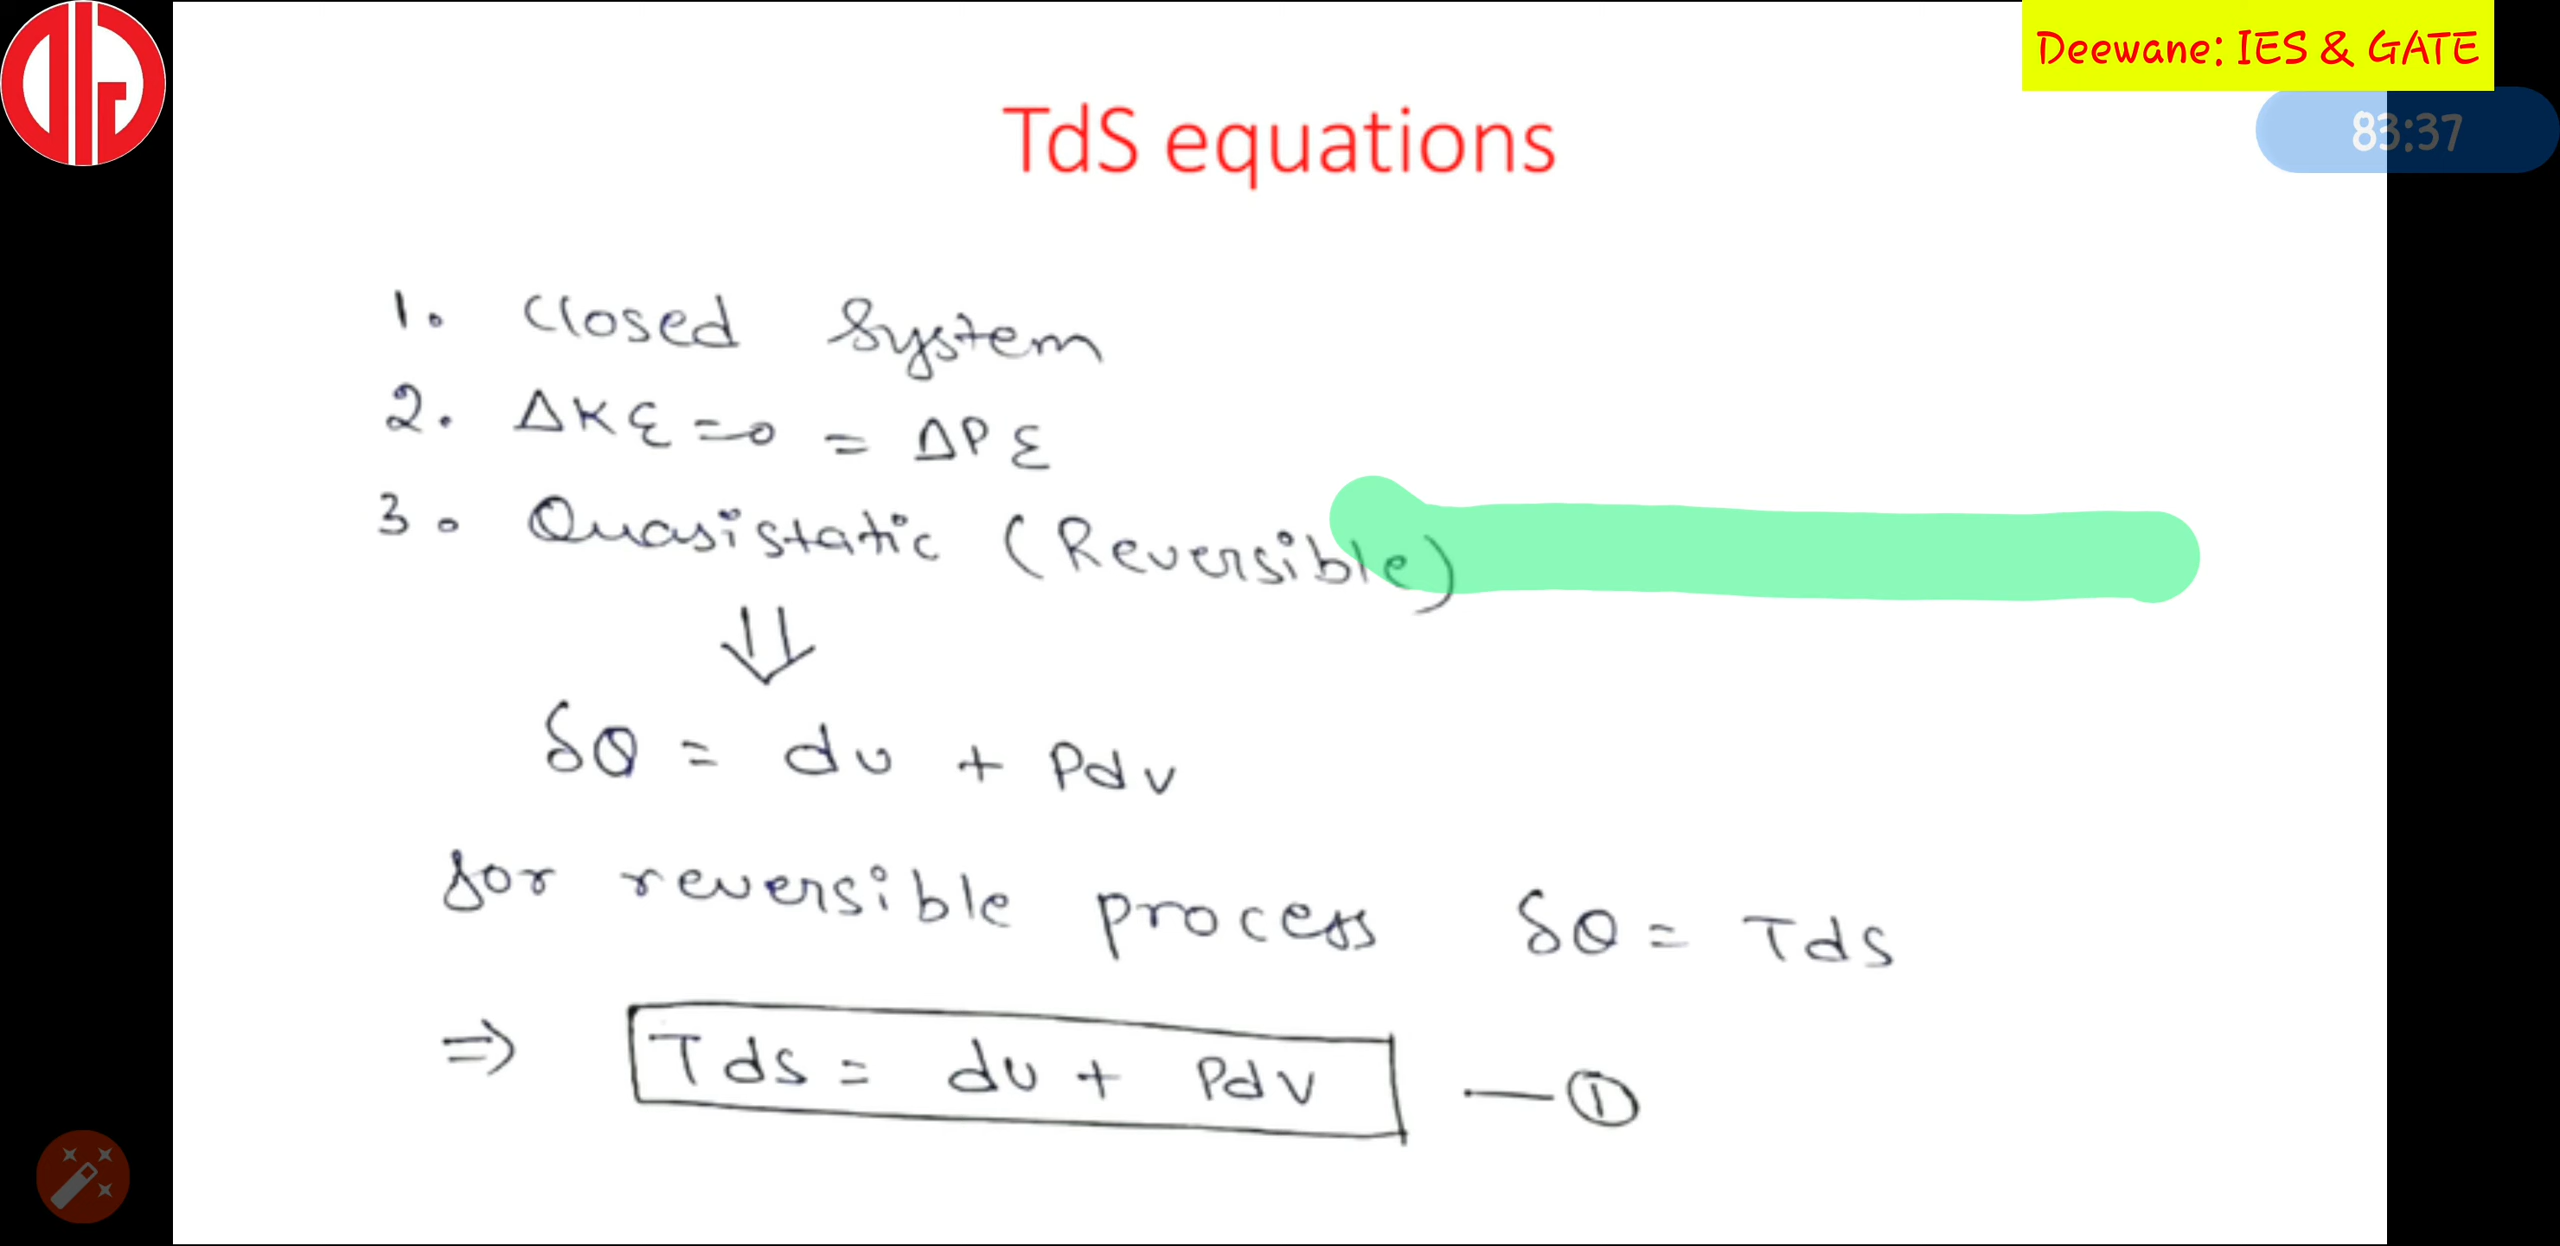 Deewane: IES & GATE
83:37
TdS equations
1. Closed System
2. ΔKE = 0 = ΔPE
3. Quasistatic (Reversible)
⇓
δQ = du + Pdv
for reversible process δQ = Tds
⇒ Tds = du + Pdv — ①